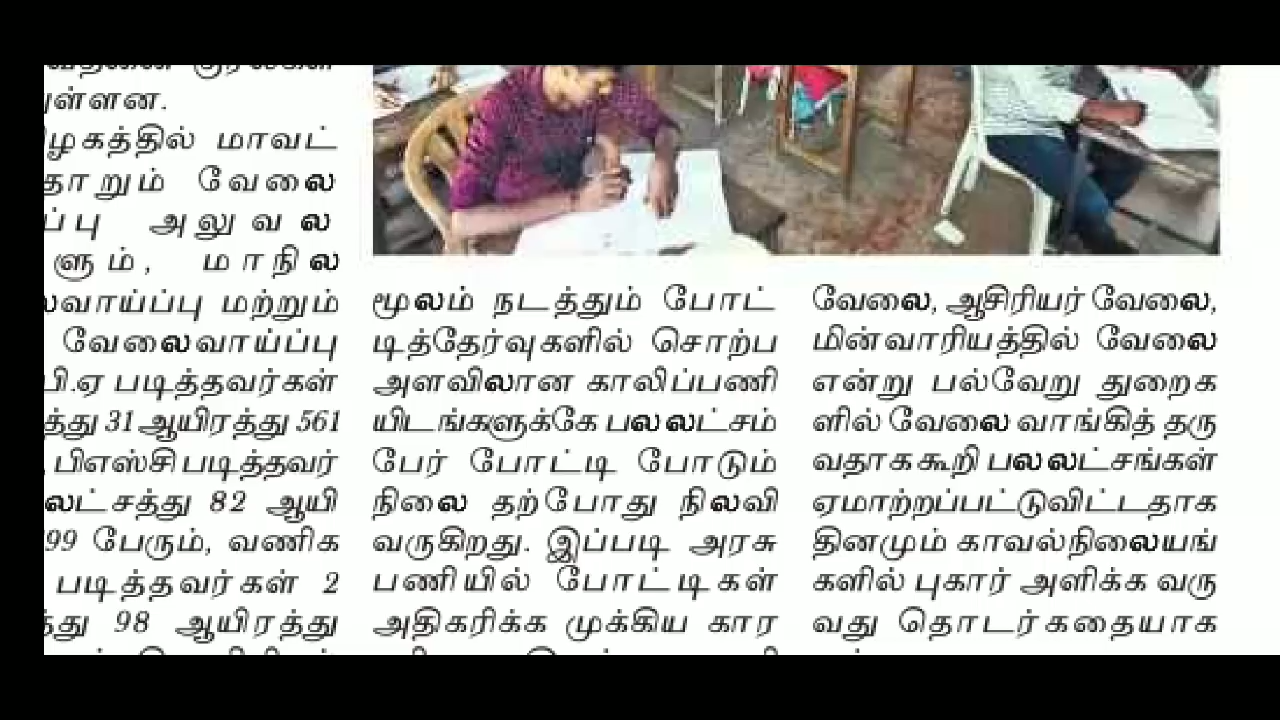 ள்ளன.
ழகத்தில் மாவட்
தாறும் வேலை
ப்பு அலுவல
ளும், மாநில
வாய்ப்பு மற்றும்
வேலைவாய்ப்பு
பி.ஏ படித்தவர்கள்
த்து 31ஆயிரத்து 561
பிஎஸ்சி படித்தவர்
லட்சத்து 82 ஆயி
99 பேரும், வணிக
படித்தவர்கள் 2
த்து 98 ஆயிரத்து
மூலம் நடத்தும் போட்
டித்தேர்வுகளில் சொற்ப
அளவிலான காலிப்பணி
யிடங்களுக்கே பலலட்சம்
பேர் போட்டி போடும்
நிலை தற்போது நிலவி
வருகிறது. இப்படி அரசு
பணியில் போட்டிகள்
அதிகரிக்க முக்கிய கார
வேலை, ஆசிரியர் வேலை,
மின்வாரியத்தில் வேலை
என்று பல்வேறு துறைக
ளில் வேலை வாங்கித் தரு
வதாககூறி பலலட்சங்கள்
ஏமாற்றப்பட்டுவிட்டதாக
தினமும் காவல்நிலையங்
களில் புகார் அளிக்க வரு
வது தொடர்கதையாக